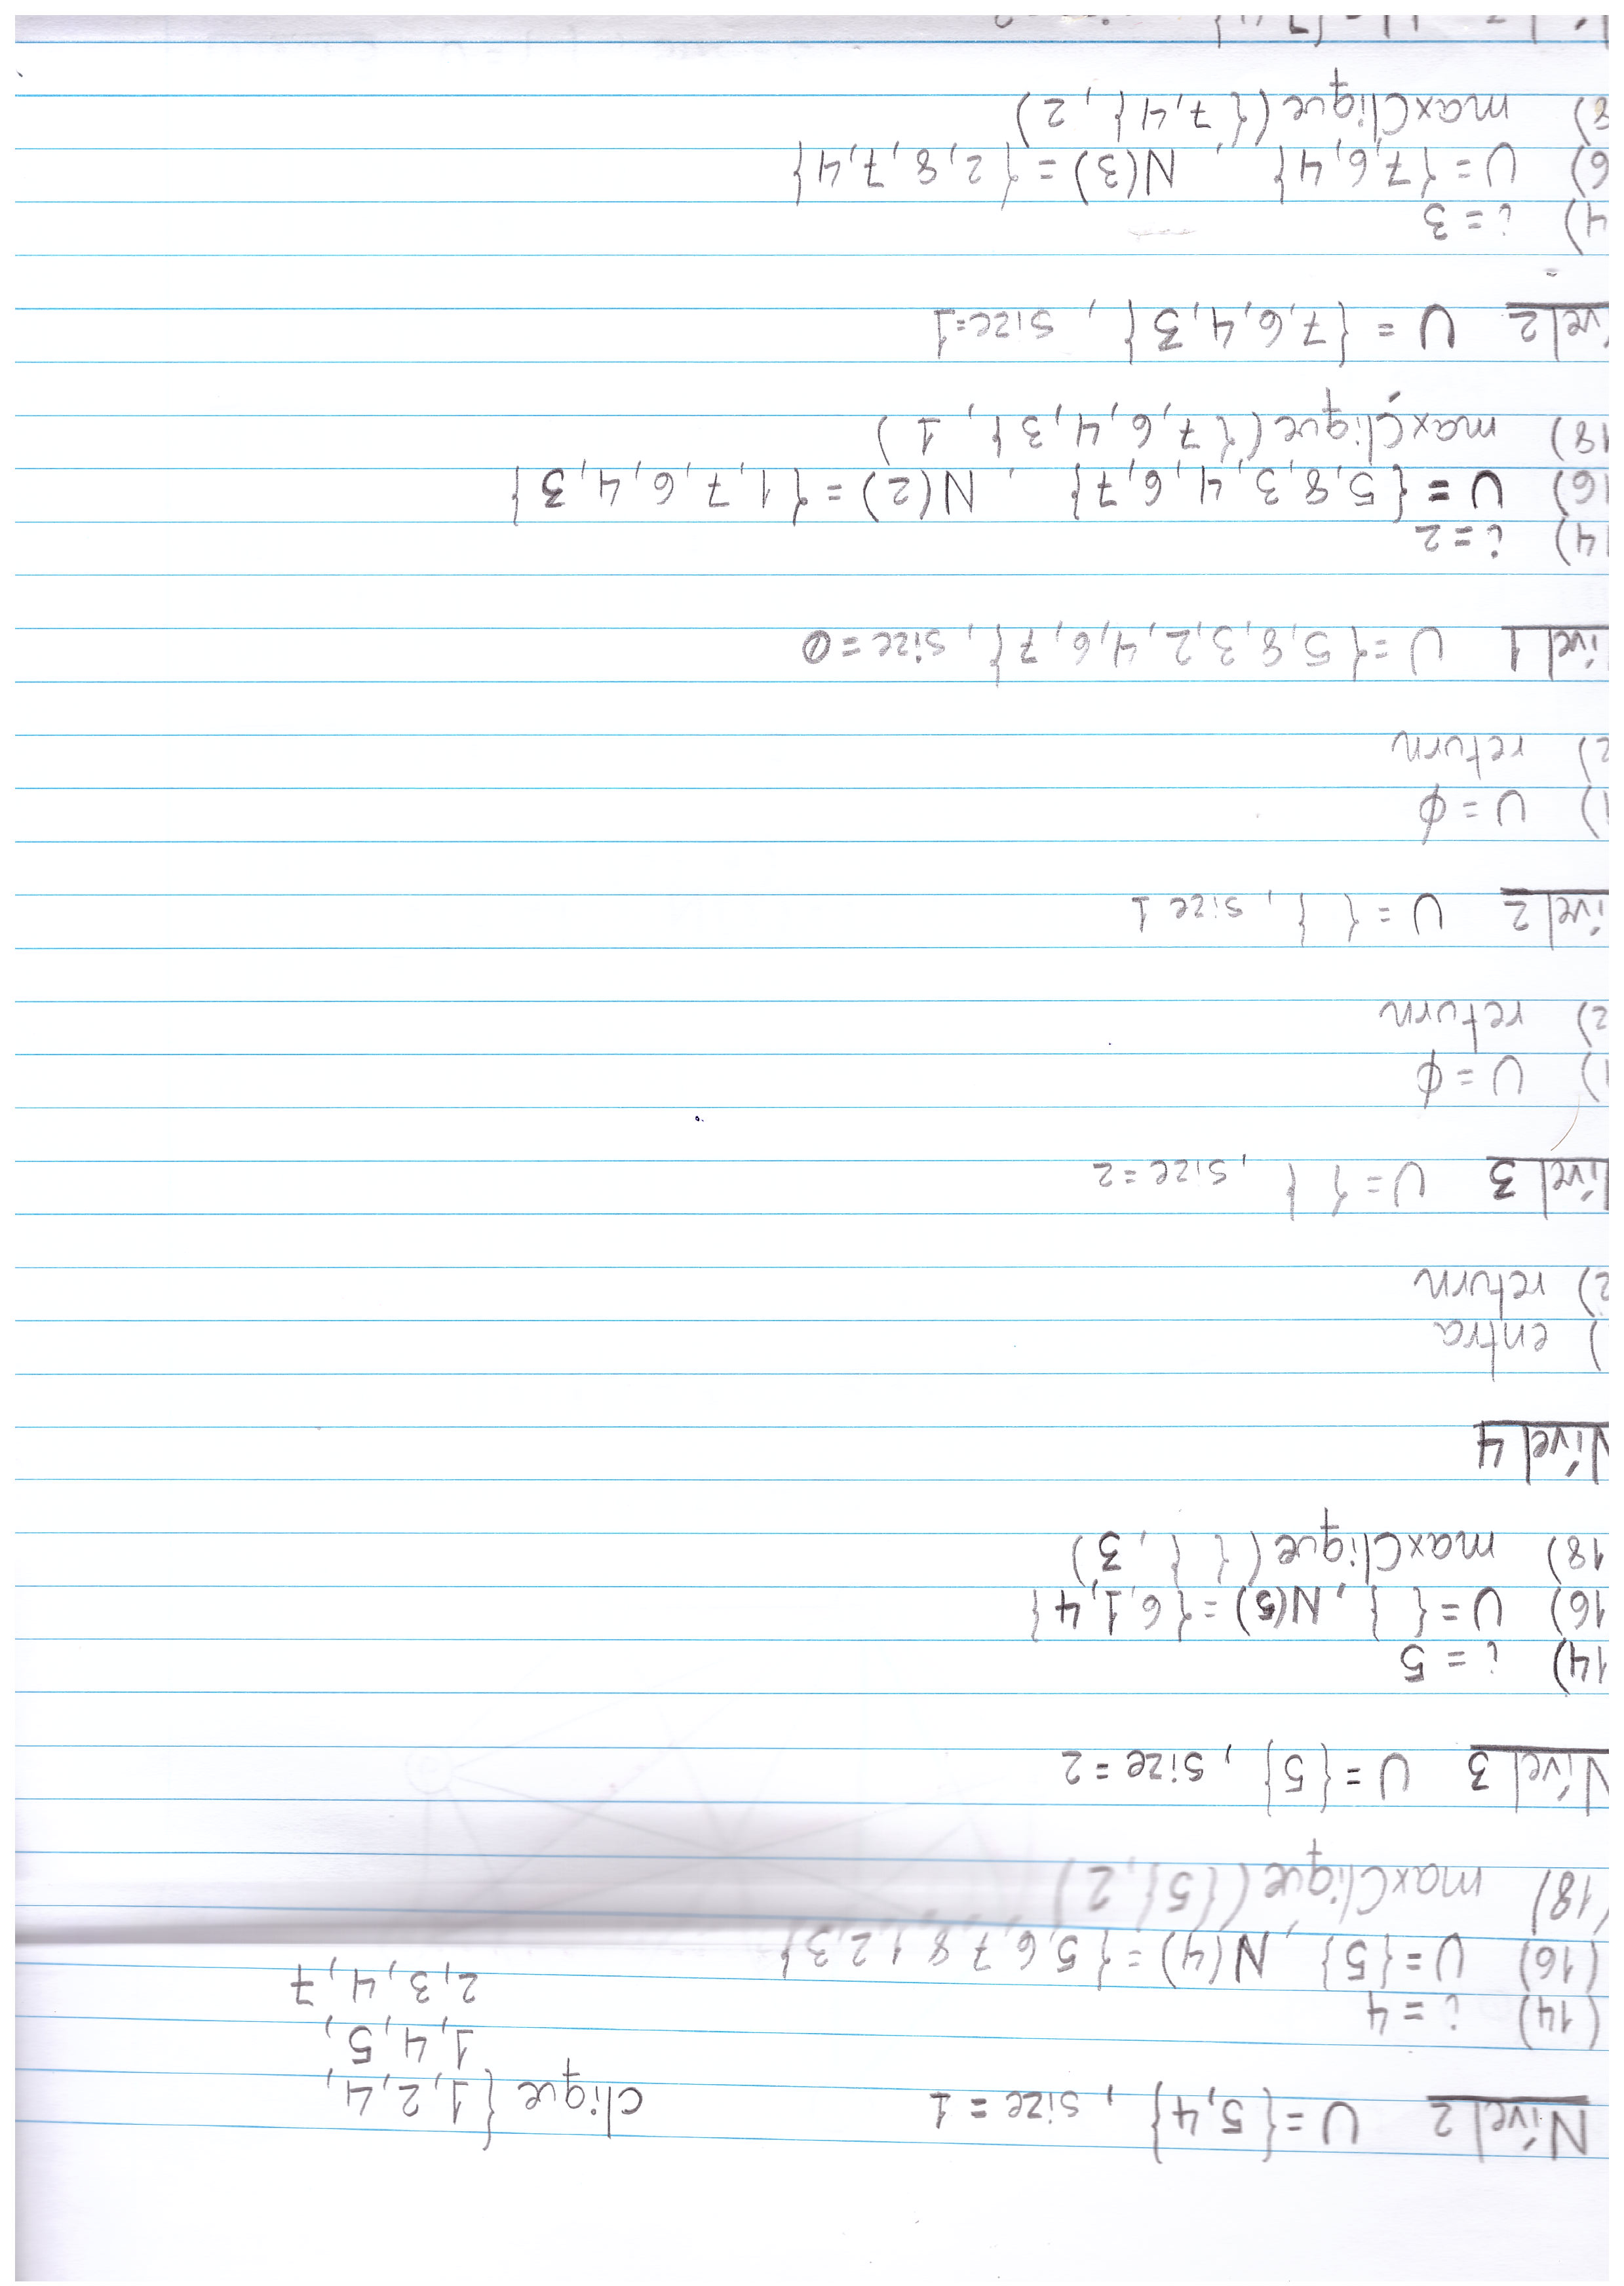 Nível 2 U = { 5, 4 } , size = 1
clique { 1, 2, 4,
1, 4, 5,
2, 3, 4, 7
(14) i = 4
(16) U = { 5 } , N(4) = { 5, 6, 7, 8, 1, 2, 3 }
(18) maxClique ( { 5 } , 2 )
Nível 3 U = { 5 } , size = 2
14) i = 5
16) U = { } , N(5) = { 6, 1, 4 }
18) maxClique ( { } , 3 )
Nível 4
) entra
2) return
ível 3 U = { } , size = 2
1) U = ϕ
2) return
ível 2 U = { } , size 1
1) U = ϕ
2) return
ível 1 U = { 5, 8, 3, 2, 4, 6, 7 } , size = 0
14) i = 2
16) U = { 5, 8, 3, 4, 6, 7 } , N(2) = { 1, 7, 6, 4, 3 }
18) maxClique ( { 7, 6, 4, 3 } , 1 )
ível 2 U = { 7, 6, 4, 3 } , size = 1
4) i = 3
6) U = { 7, 6, 4 } , N(3) = { 2, 8, 7, 4 }
8) maxClique ( { 7, 4 } , 2 )